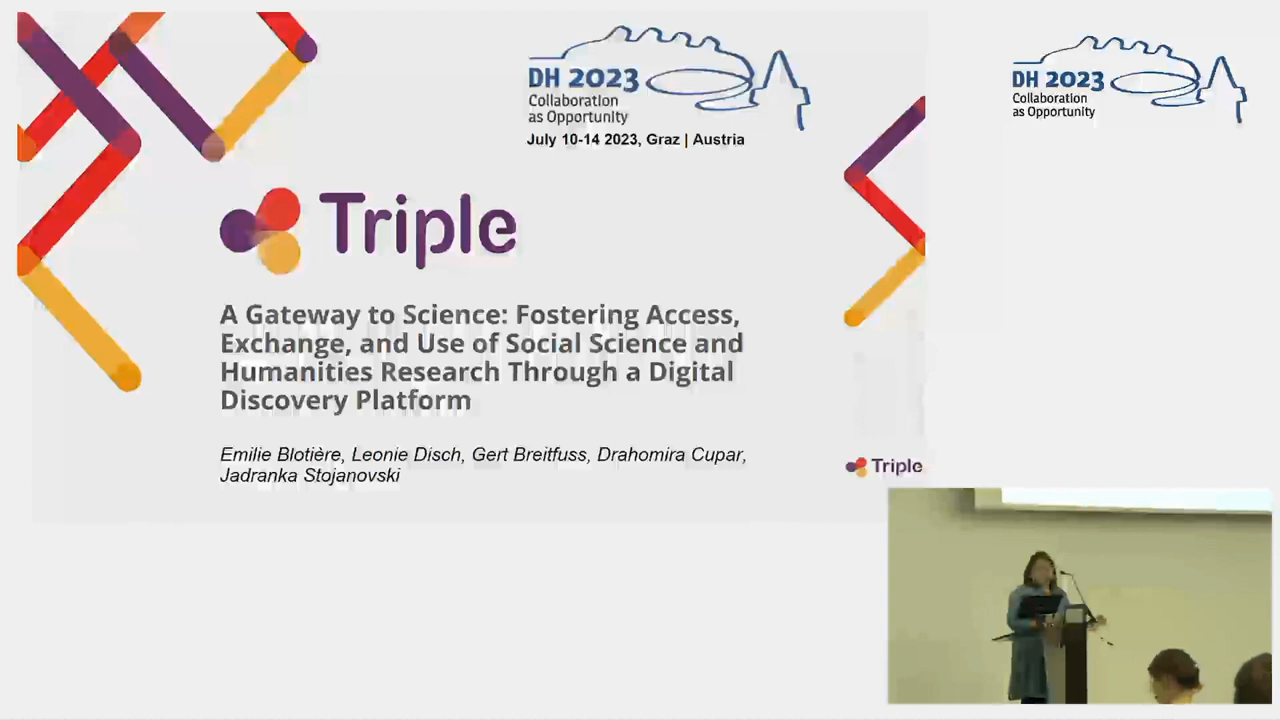 DH 2023
Collaboration
as Opportunity
July 10-14 2023, Graz | Austria
DH 2023
Collaboration
as Opportunity
Triple
A Gateway to Science: Fostering Access,
Exchange, and Use of Social Science and
Humanities Research Through a Digital
Discovery Platform
Emilie Blotière, Leonie Disch, Gert Breitfuss, Drahomira Cupar,
Jadranka Stojanovski
Triple